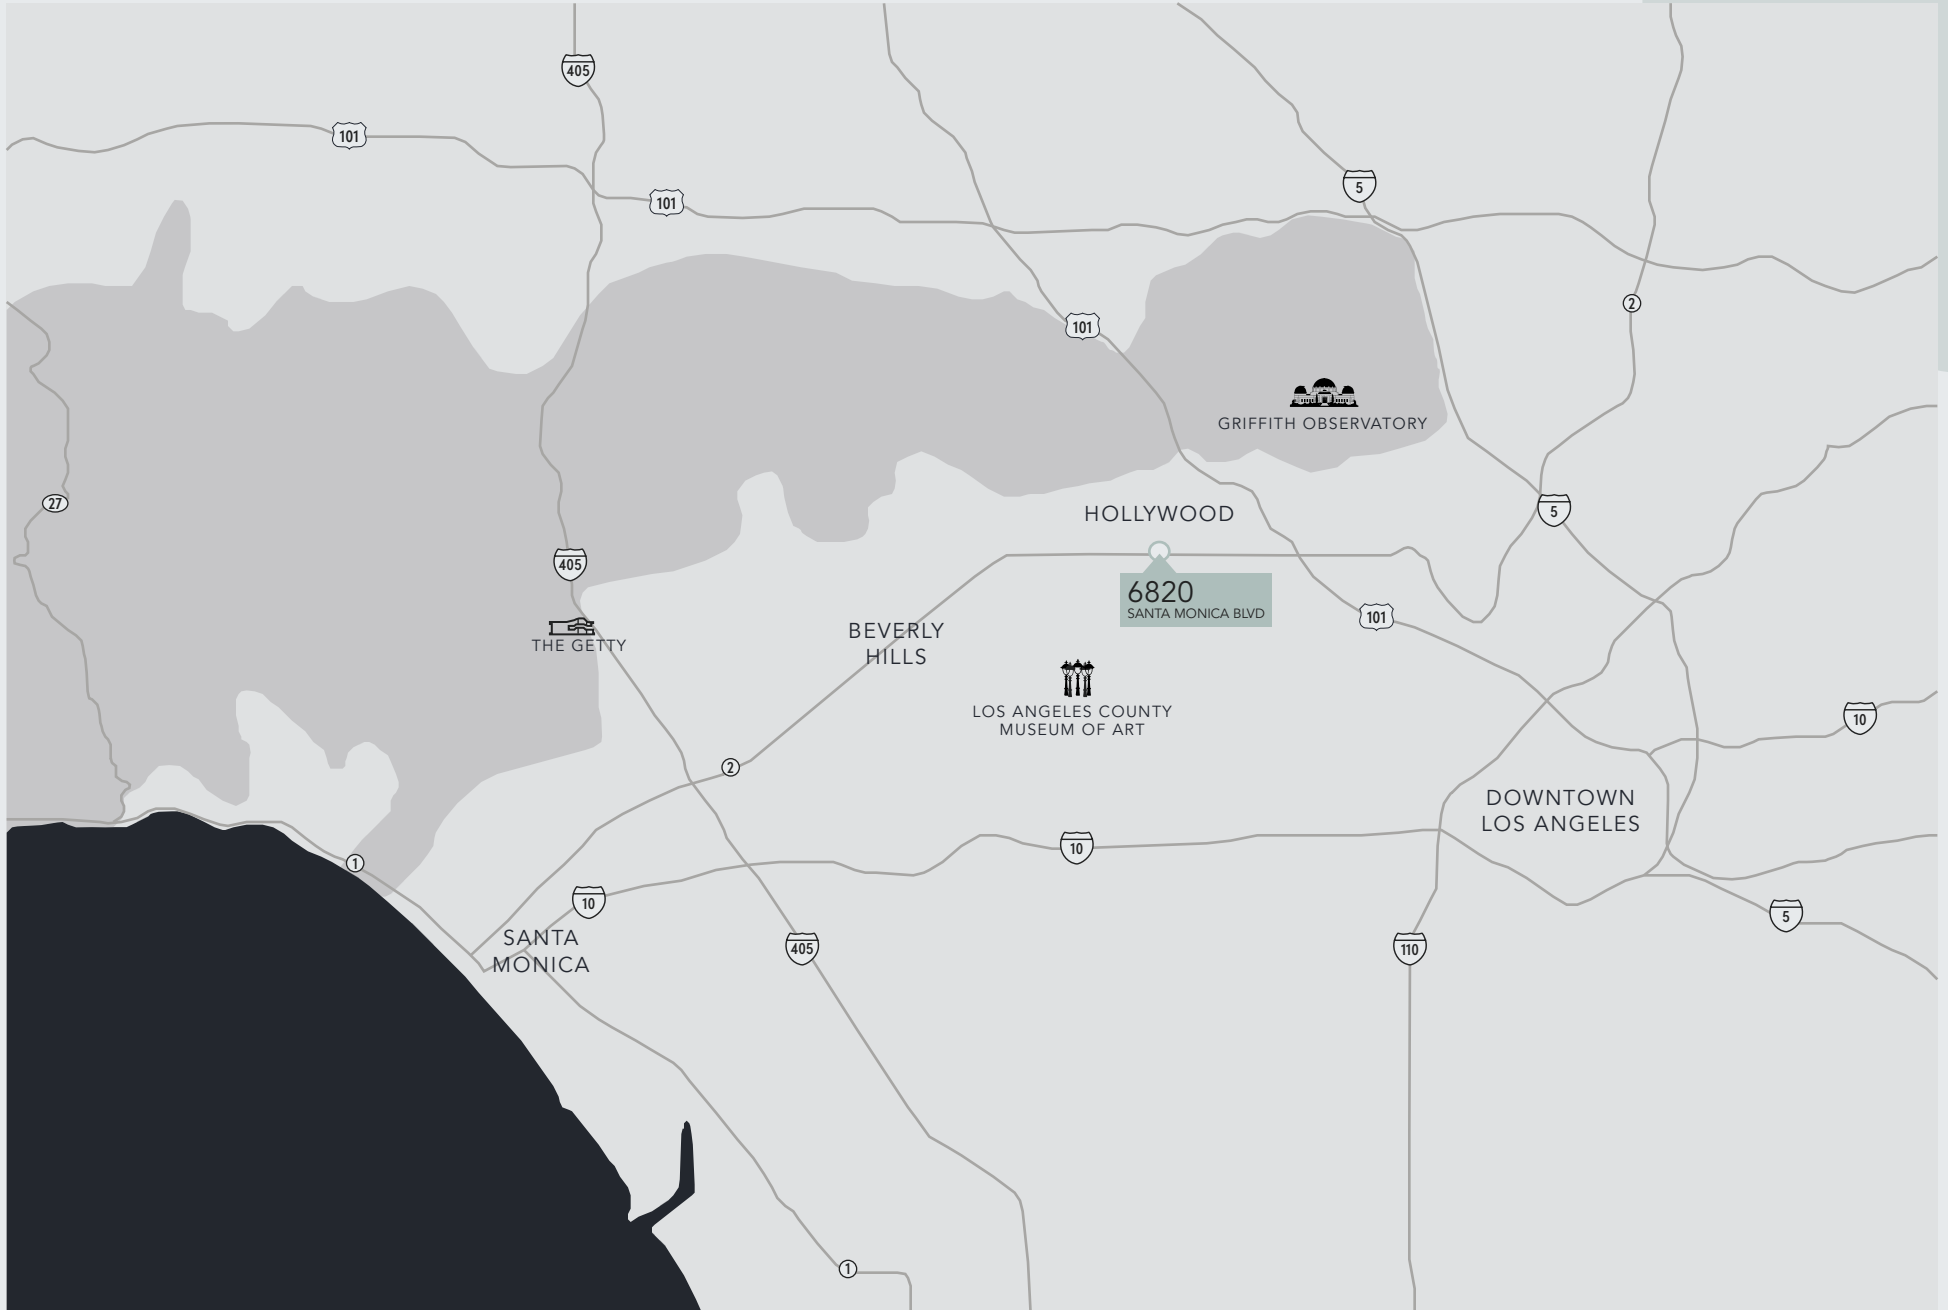 405
101
101
5
2
101
GRIFFITH OBSERVATORY
27
HOLLYWOOD
5
405
6820
SANTA MONICA BLVD
101
THE GETTY
BEVERLY
HILLS
LOS ANGELES COUNTY
MUSEUM OF ART
10
2
DOWNTOWN
LOS ANGELES
10
1
10
5
SANTA
MONICA
405
110
1